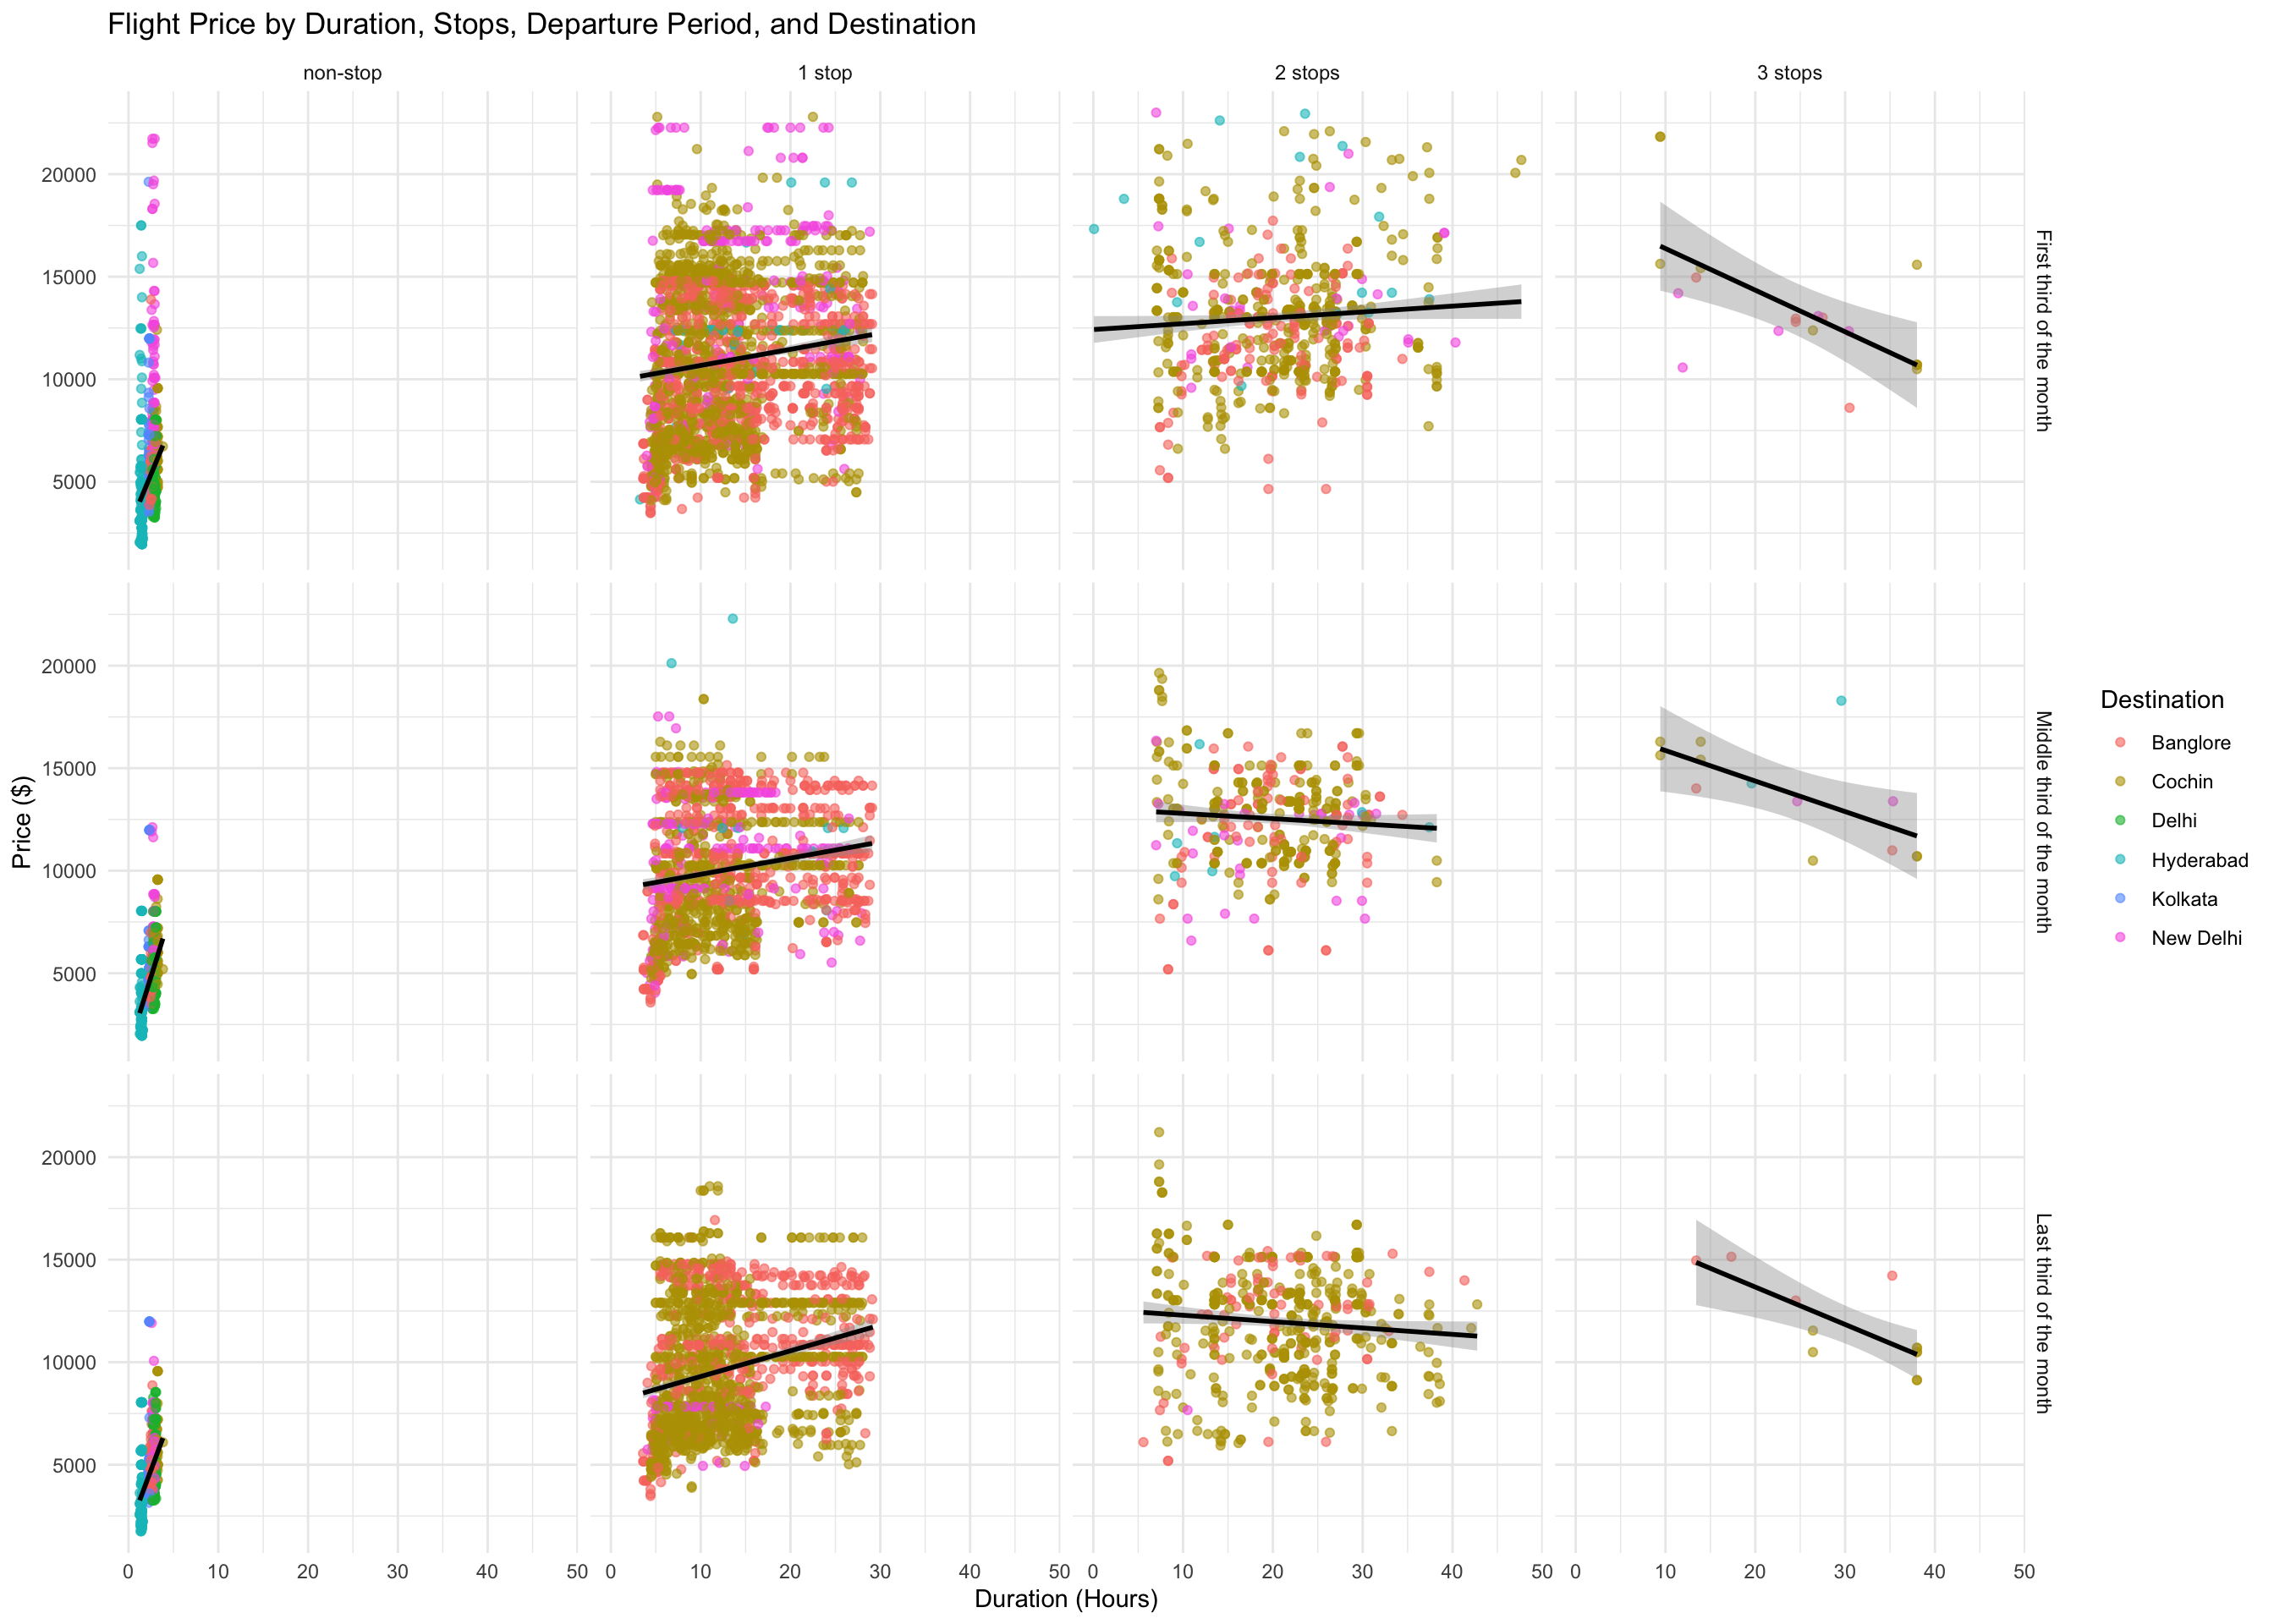 Flight Price by Duration, Stops, Departure Period, and Destination
non-stop 1 stop 2 stops 3 stops
20000
15000
10000
5000
First third of the month
20000
15000
10000
5000
Middle third of the month
20000
15000
10000
5000
Last third of the month
Price ($)
0 10 20 30 40 50 0 10 20 30 40 50 0 10 20 30 40 50 0 10 20 30 40 50
Duration (Hours)
Destination
Banglore
Cochin
Delhi
Hyderabad
Kolkata
New Delhi